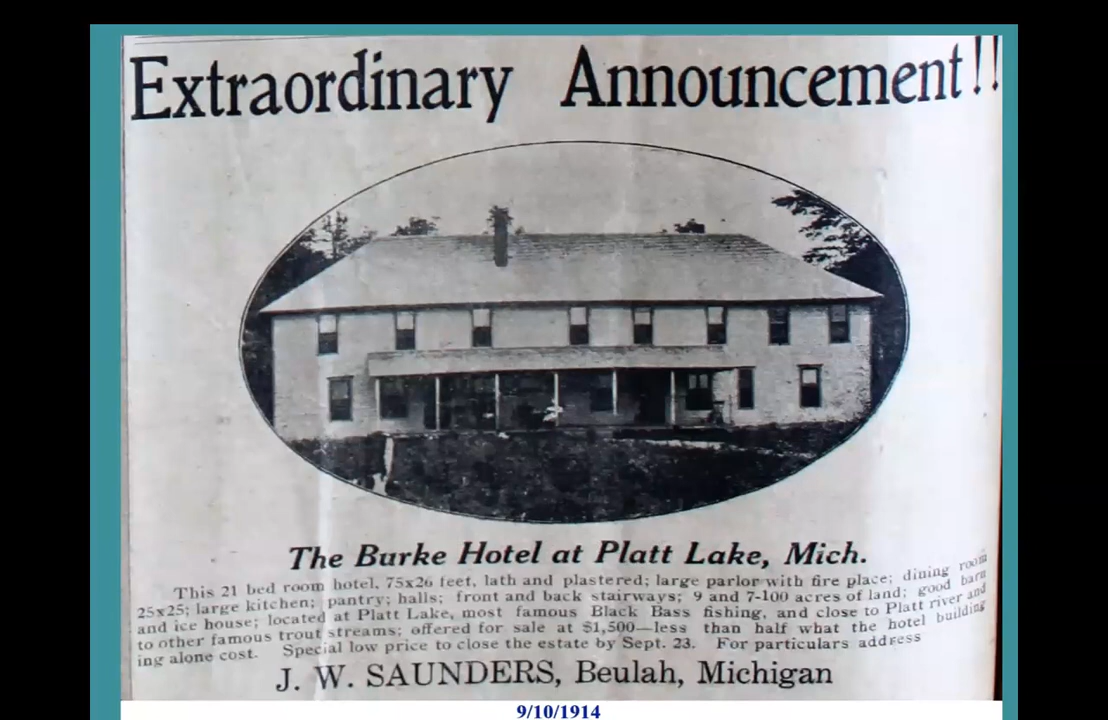 Extraordinary Announcement!!
The Burke Hotel at Platt Lake, Mich.
This 21 bed room hotel, 75x26 feet, lath and plastered; large parlor with fire place; dining room
25x25; large kitchen; pantry; halls; front and back stairways; 9 and 7-100 acres of land; good barn
and ice house; located at Platt Lake, most famous Black Bass fishing, and close to Platt river and
to other famous trout streams; offered for sale at $1,500—less than half what the hotel building
ing alone cost. Special low price to close the estate by Sept. 23. For particulars address
J. W. SAUNDERS, Beulah, Michigan
9/10/1914